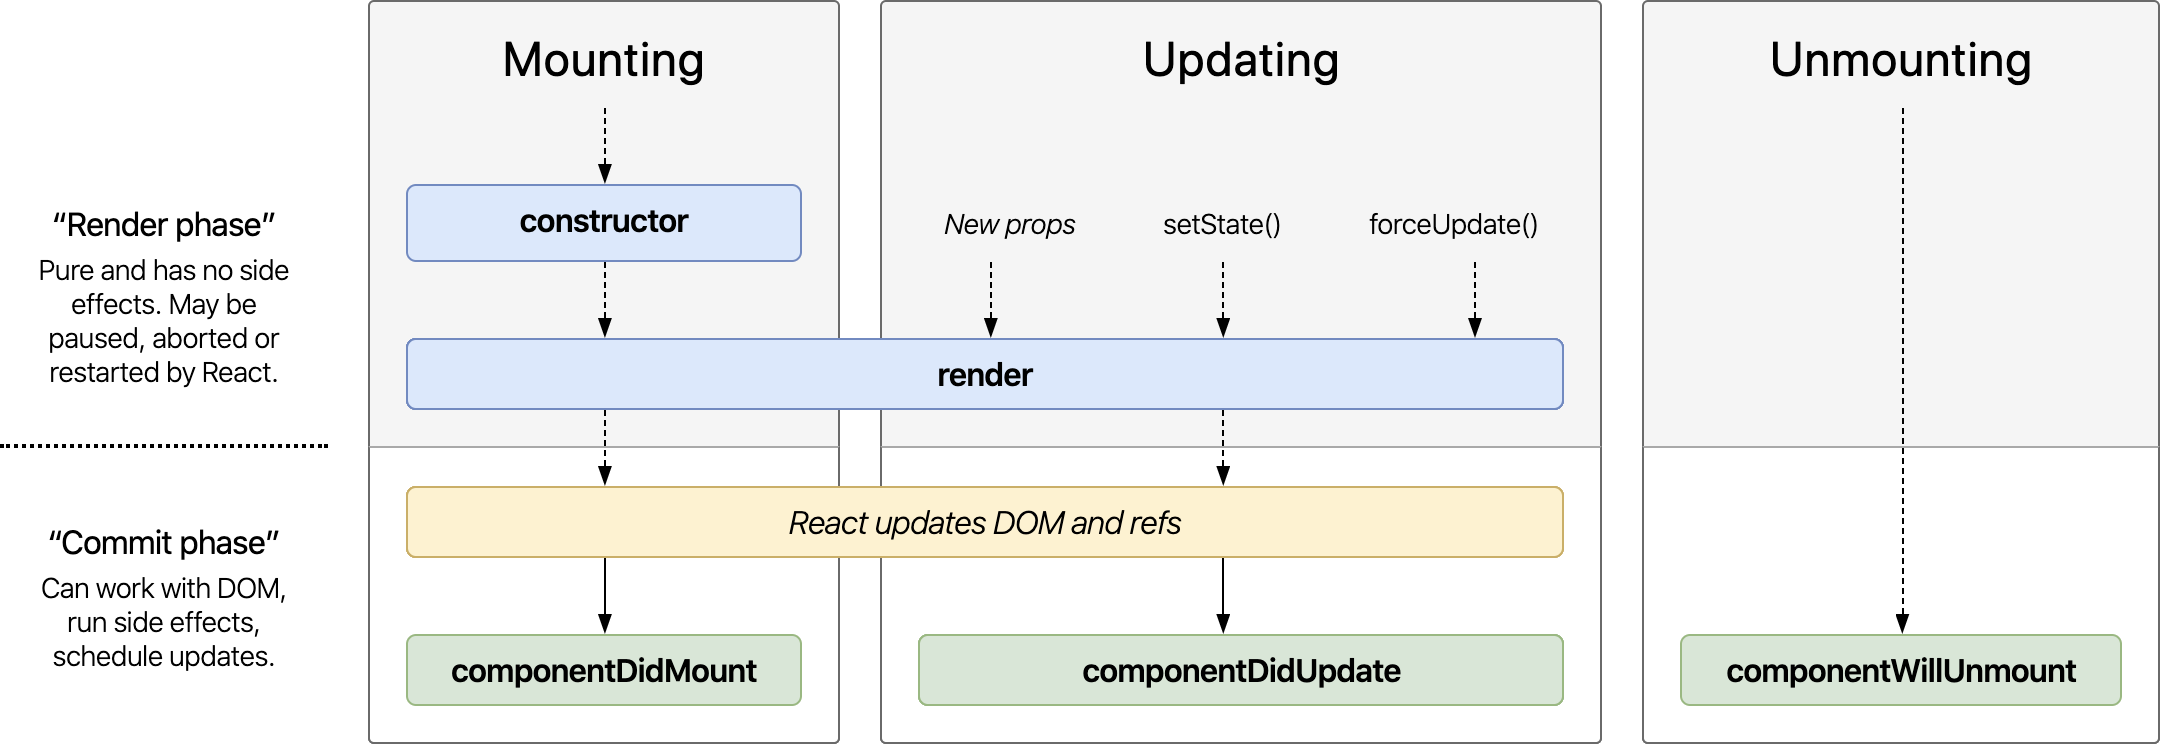 Mounting
Updating
Unmounting
“Render phase”
Pure and has no side
effects. May be
paused, aborted or
restarted by React.
constructor
New props
setState()
forceUpdate()
render
“Commit phase”
Can work with DOM,
run side effects,
schedule updates.
React updates DOM and refs
componentDidMount
componentDidUpdate
componentWillUnmount